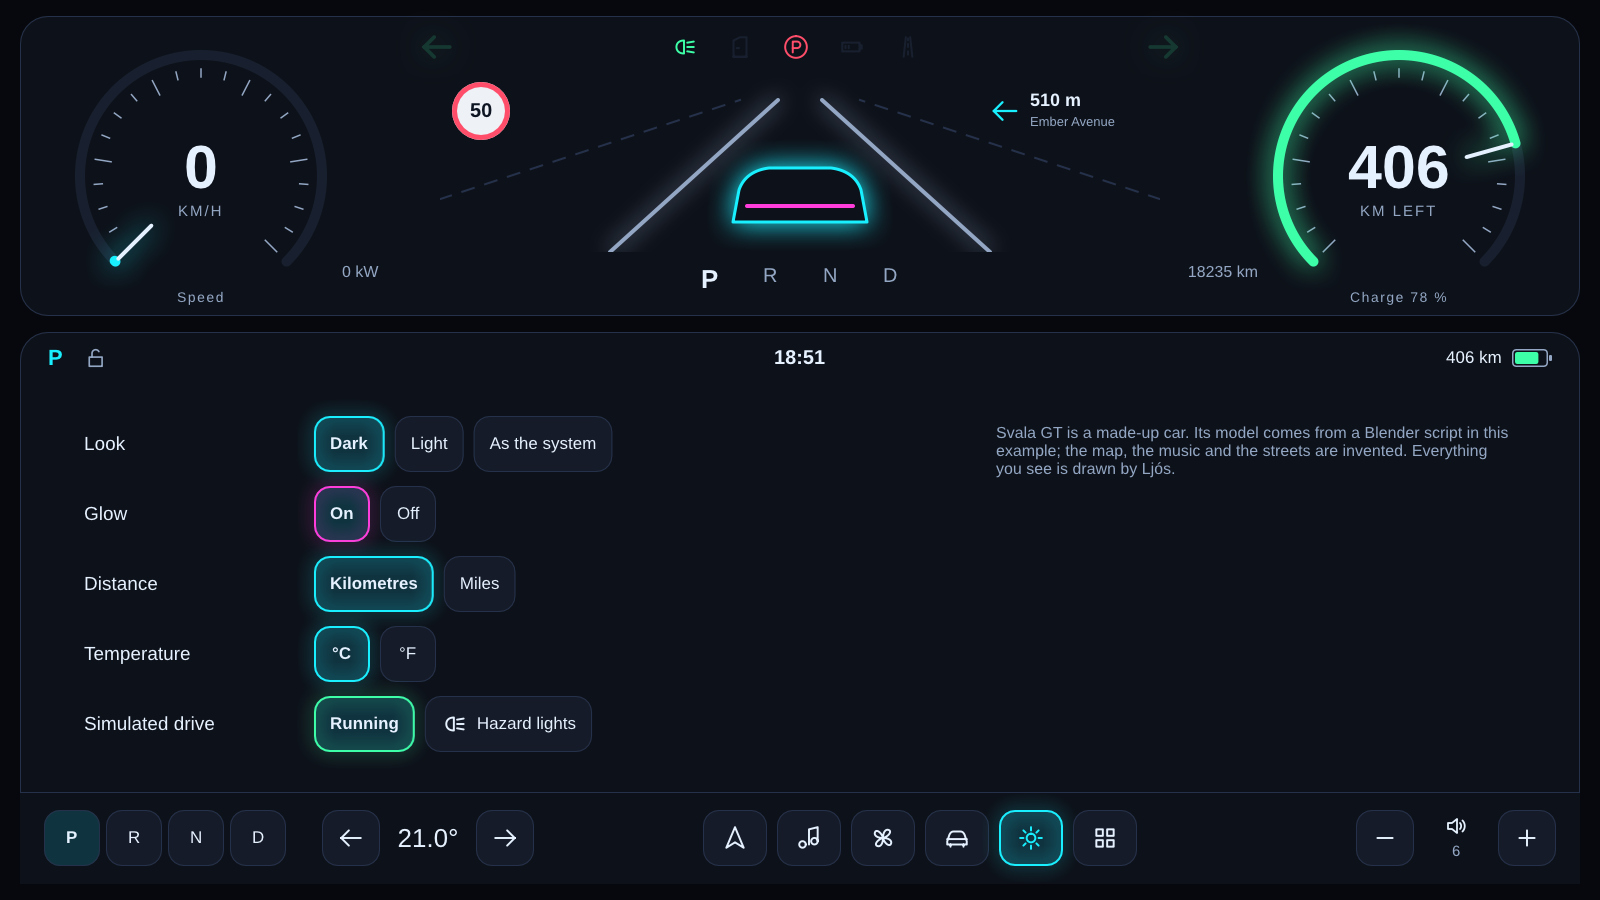 50
510 m
Ember Avenue
0
KM/H
406
KM LEFT
0 kW
P R N D
18235 km
Speed
Charge 78 %
P
18:51
406 km
Look
Dark
Light
As the system
Svala GT is a made-up car. Its model comes from a Blender script in this
example; the map, the music and the streets are invented. Everything
you see is drawn by Ljós.
Glow
On
Off
Distance
Kilometres
Miles
Temperature
°C
°F
Simulated drive
Running
Hazard lights
P
R
N
D
21.0°
6